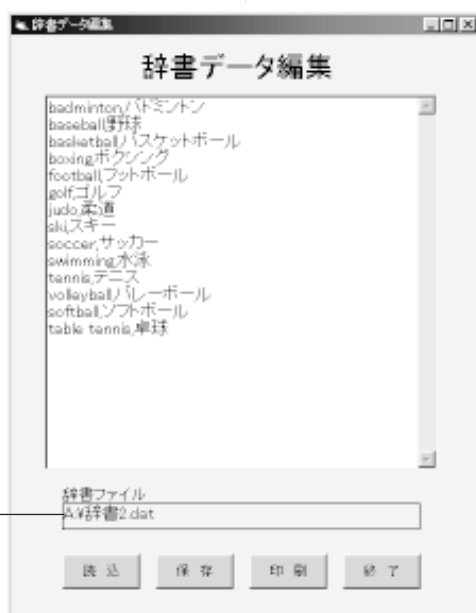 辞書データ編集
辞書データ編集
badminton,バドミントン
baseball,野球
basketball,バスケットボール
boxing,ボクシング
football,フットボール
golf,ゴルフ
judo,柔道
ski,スキー
soccer,サッカー
swimming,水泳
tennis,テニス
volleyball,バレーボール
softball,ソフトボール
table tennis,卓球
辞書ファイル
A:¥辞書2.dat
読込
保存
印刷
終了